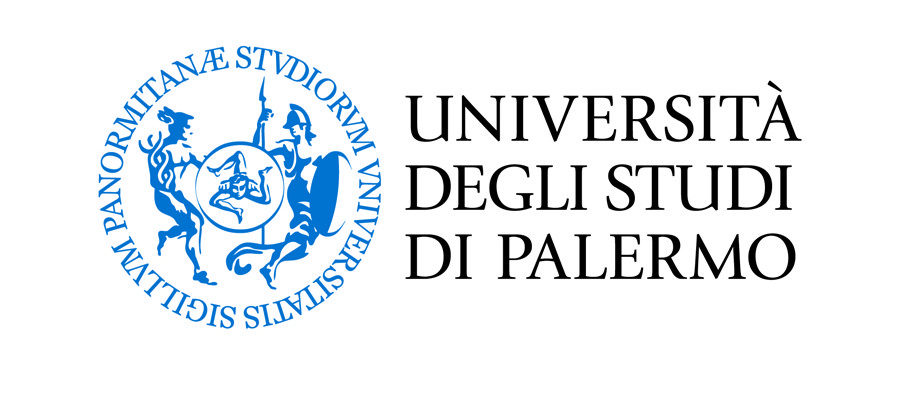 PANORMITANÆ STVDIORVM VNIVERSITATIS SIGILLVM
UNIVERSITÀ
DEGLI STUDI
DI PALERMO